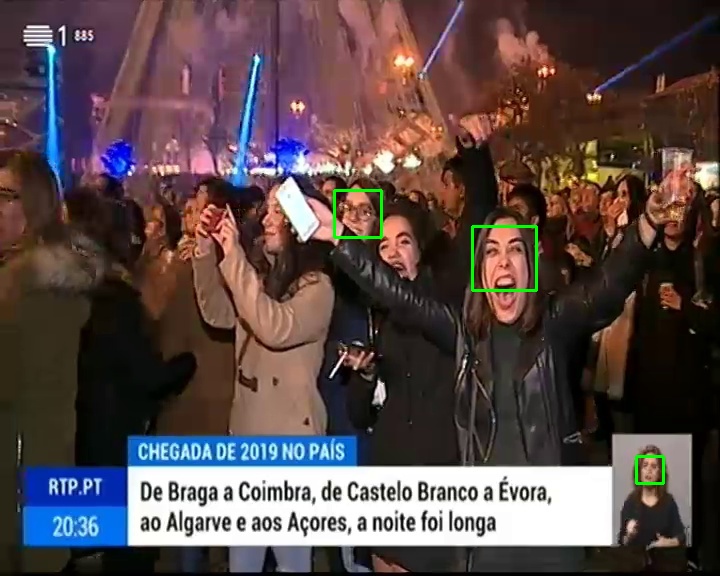 1 885
CHEGADA DE 2019 NO PAÍS
RTP.PT
De Braga a Coimbra, de Castelo Branco a Évora,
20:36
ao Algarve e aos Açores, a noite foi longa